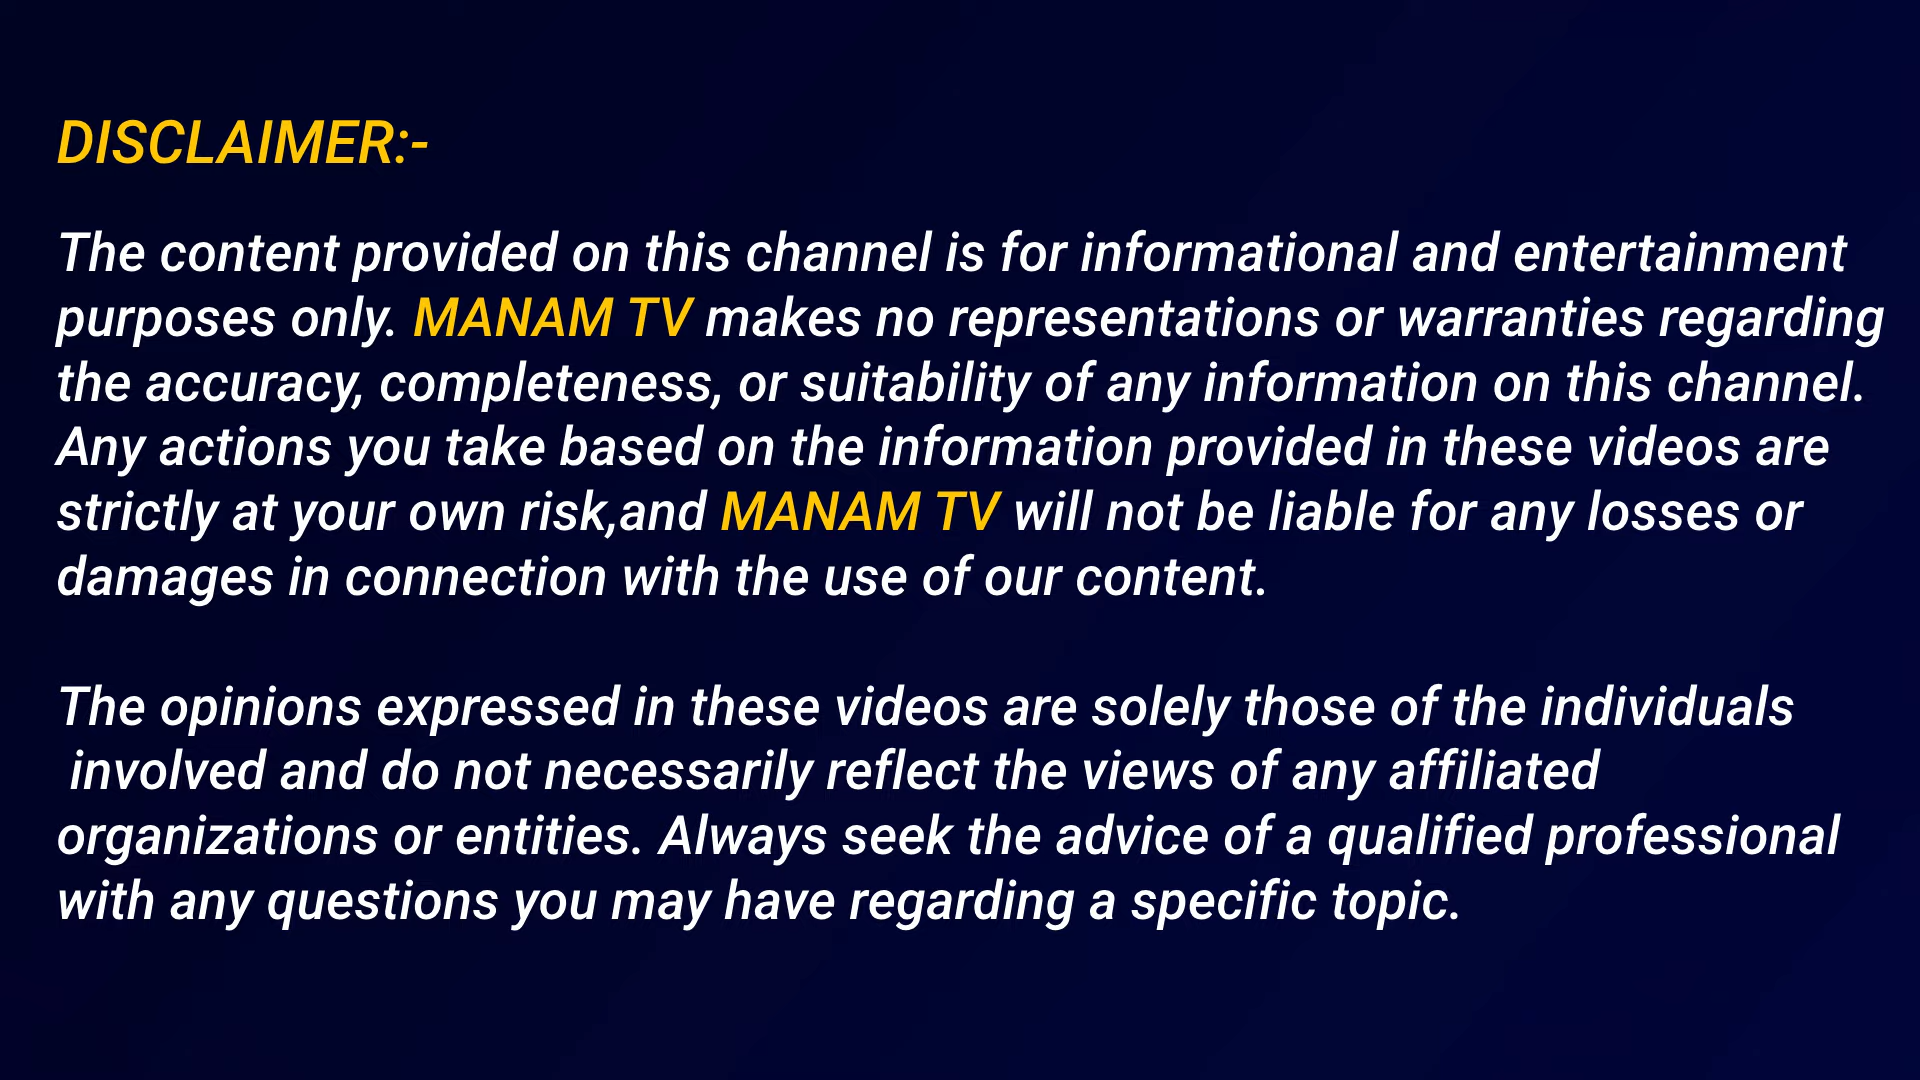 DISCLAIMER:-
The content provided on this channel is for informational and entertainment
purposes only. MANAM TV makes no representations or warranties regarding
the accuracy, completeness, or suitability of any information on this channel.
Any actions you take based on the information provided in these videos are
strictly at your own risk,and MANAM TV will not be liable for any losses or
damages in connection with the use of our content.
The opinions expressed in these videos are solely those of the individuals
involved and do not necessarily reflect the views of any affiliated
organizations or entities. Always seek the advice of a qualified professional
with any questions you may have regarding a specific topic.